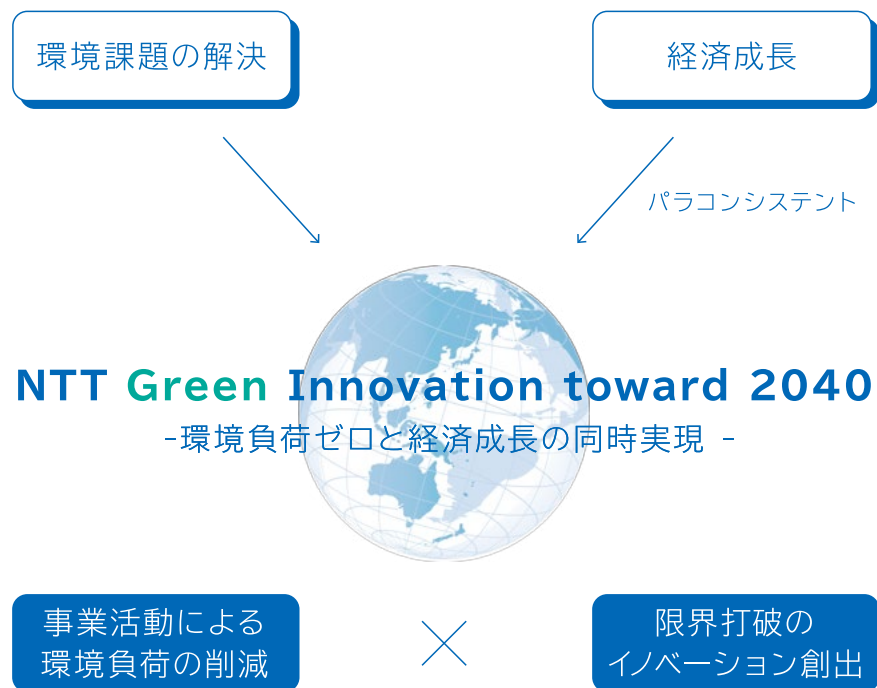 環境課題の解決
経済成長
パラコンシステント
NTT Green Innovation toward 2040
-環境負荷ゼロと経済成長の同時実現 -
事業活動による
環境負荷の削減
×
限界打破の
イノベーション創出